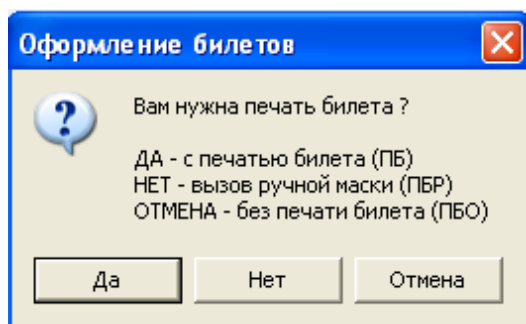 Оформление билетов
Вам нужна печать билета ?
ДА - с печатью билета (ПБ)
НЕТ - вызов ручной маски (ПБР)
ОТМЕНА - без печати билета (ПБО)
Да
Нет
Отмена